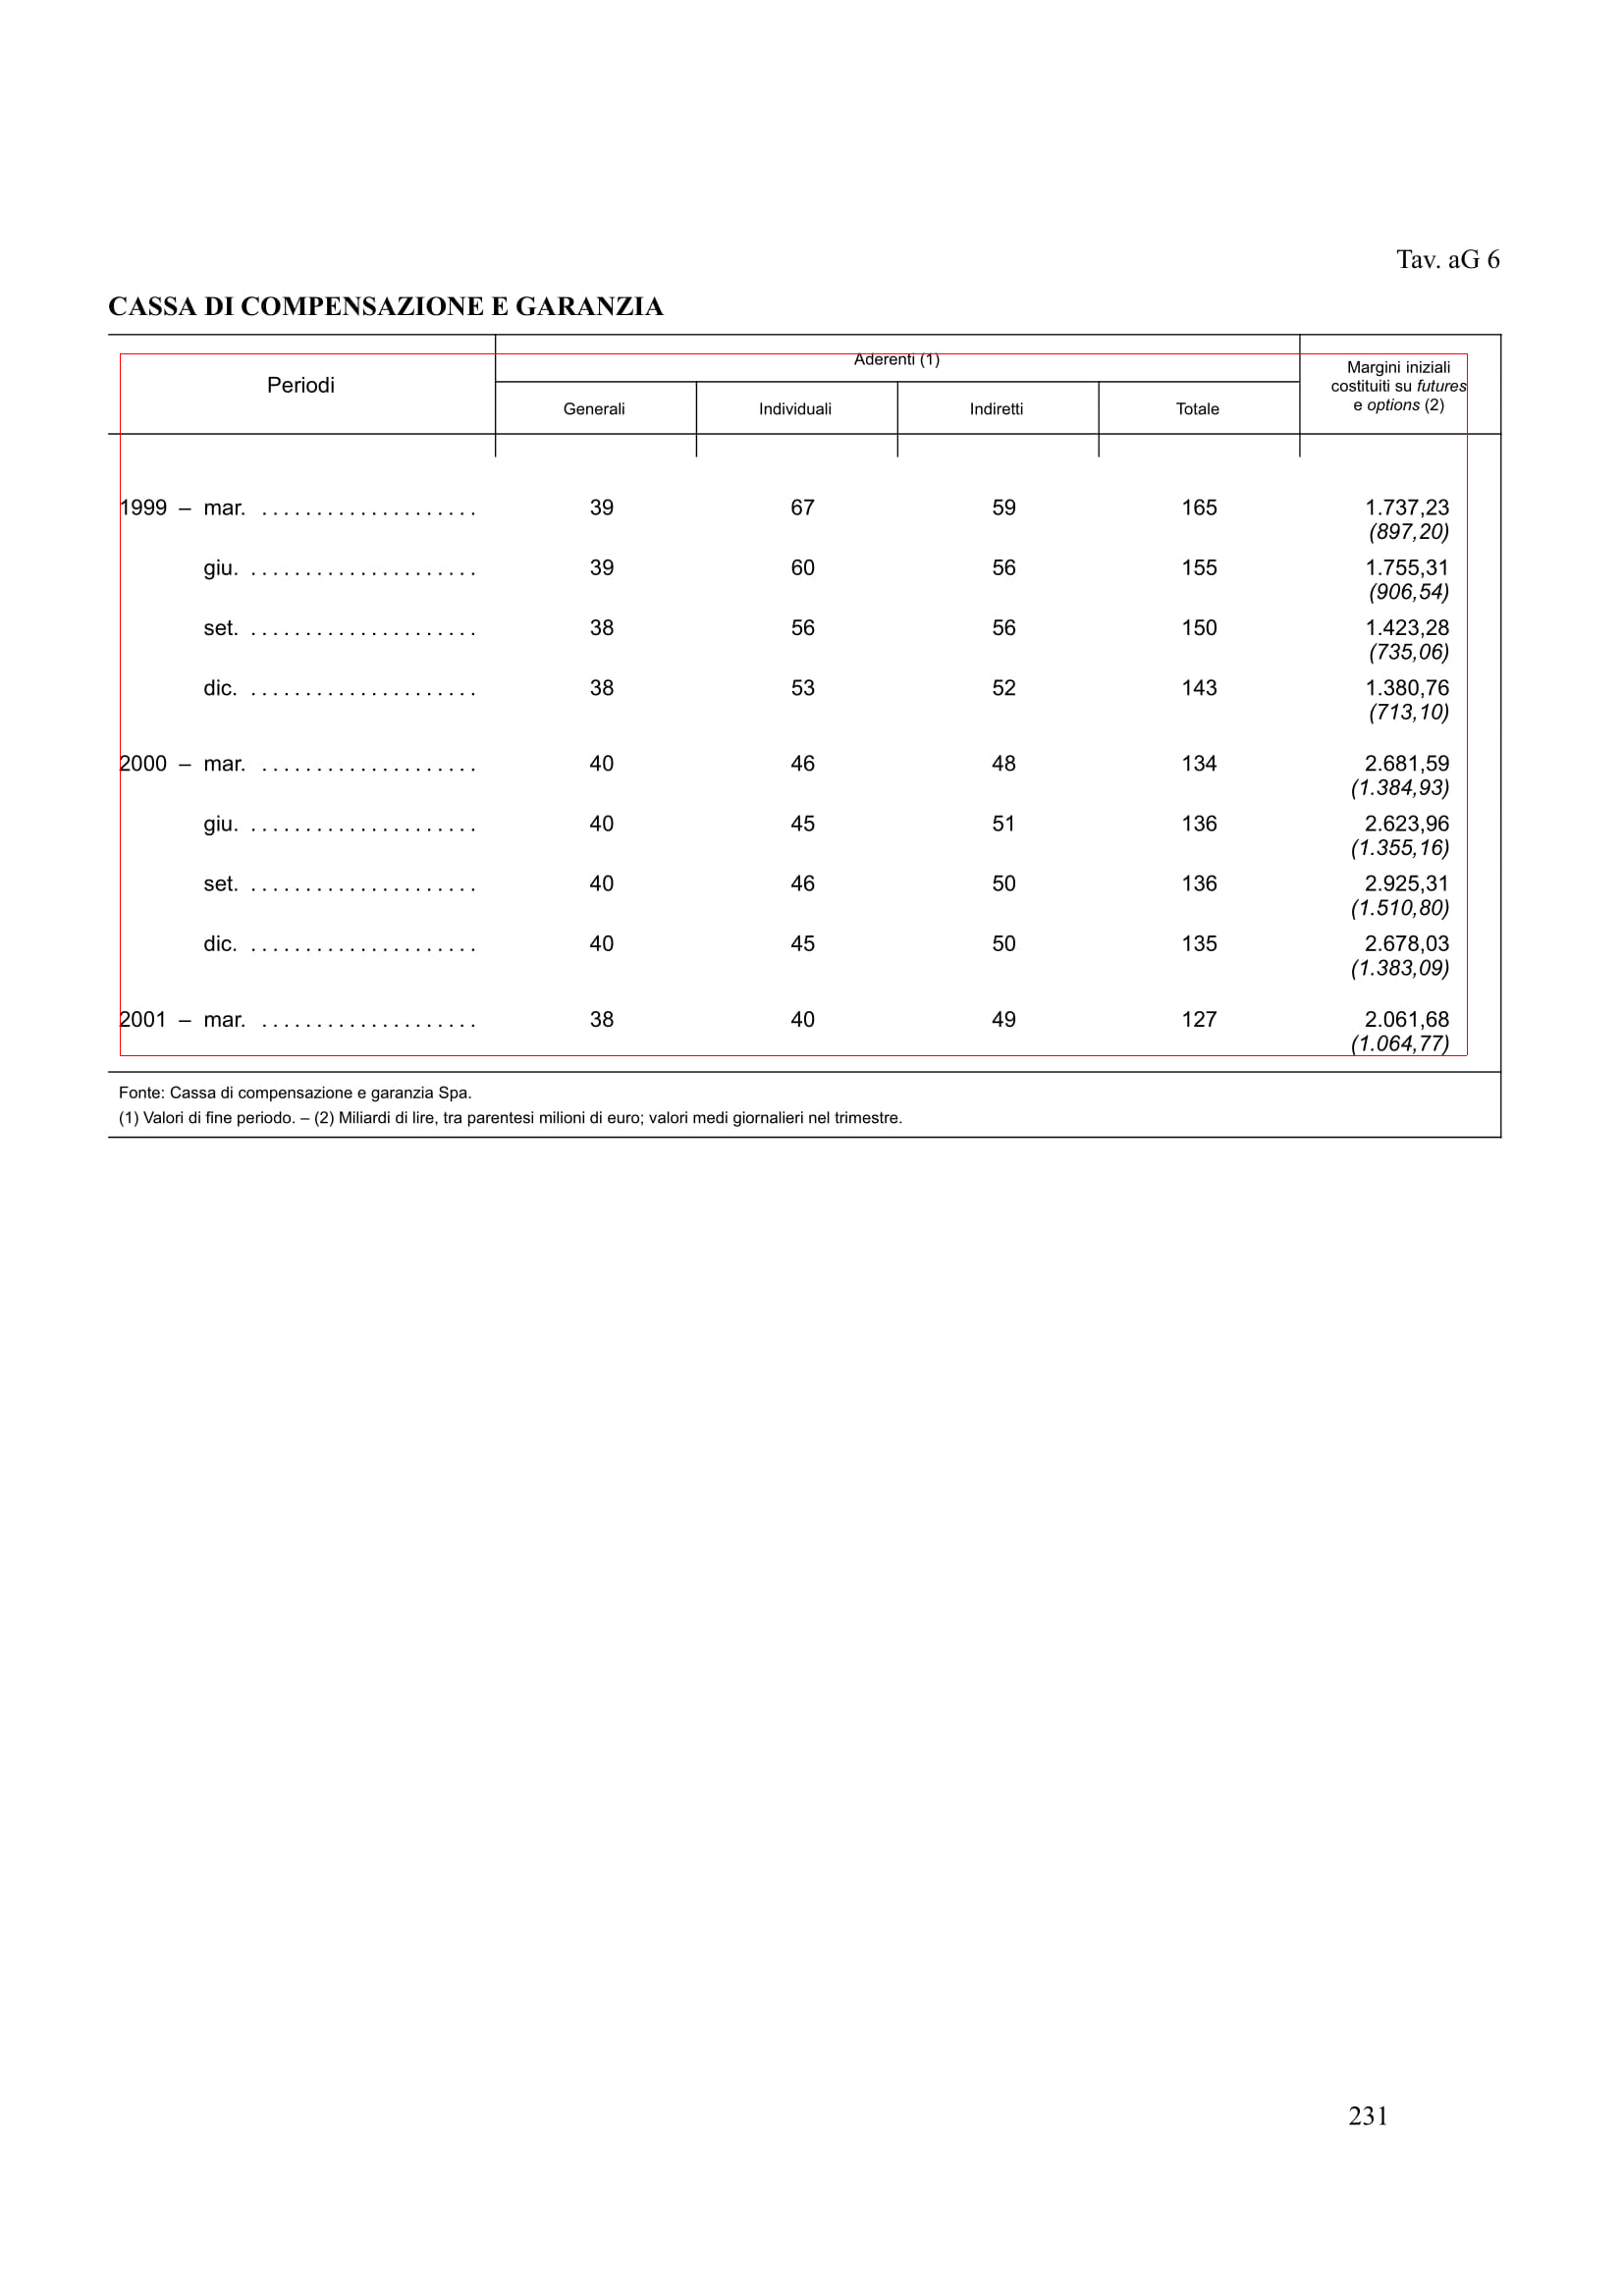 Tav. aG 6
CASSA DI COMPENSAZIONE E GARANZIA
Periodi
Aderenti (1)
Generali Individuali Indiretti Totale
Margini iniziali
costituiti su futures
e options (2)
1999 – mar. . . . . . . . . . . . . . . . . . . . . 39 67 59 165 1.737,23
(897,20)
giu. . . . . . . . . . . . . . . . . . . . . . 39 60 56 155 1.755,31
(906,54)
set. . . . . . . . . . . . . . . . . . . . . . 38 56 56 150 1.423,28
(735,06)
dic. . . . . . . . . . . . . . . . . . . . . . 38 53 52 143 1.380,76
(713,10)
2000 – mar. . . . . . . . . . . . . . . . . . . . . 40 46 48 134 2.681,59
(1.384,93)
giu. . . . . . . . . . . . . . . . . . . . . . 40 45 51 136 2.623,96
(1.355,16)
set. . . . . . . . . . . . . . . . . . . . . . 40 46 50 136 2.925,31
(1.510,80)
dic. . . . . . . . . . . . . . . . . . . . . . 40 45 50 135 2.678,03
(1.383,09)
2001 – mar. . . . . . . . . . . . . . . . . . . . . 38 40 49 127 2.061,68
(1.064,77)
Fonte: Cassa di compensazione e garanzia Spa.
(1) Valori di fine periodo. – (2) Miliardi di lire, tra parentesi milioni di euro; valori medi giornalieri nel trimestre.
231